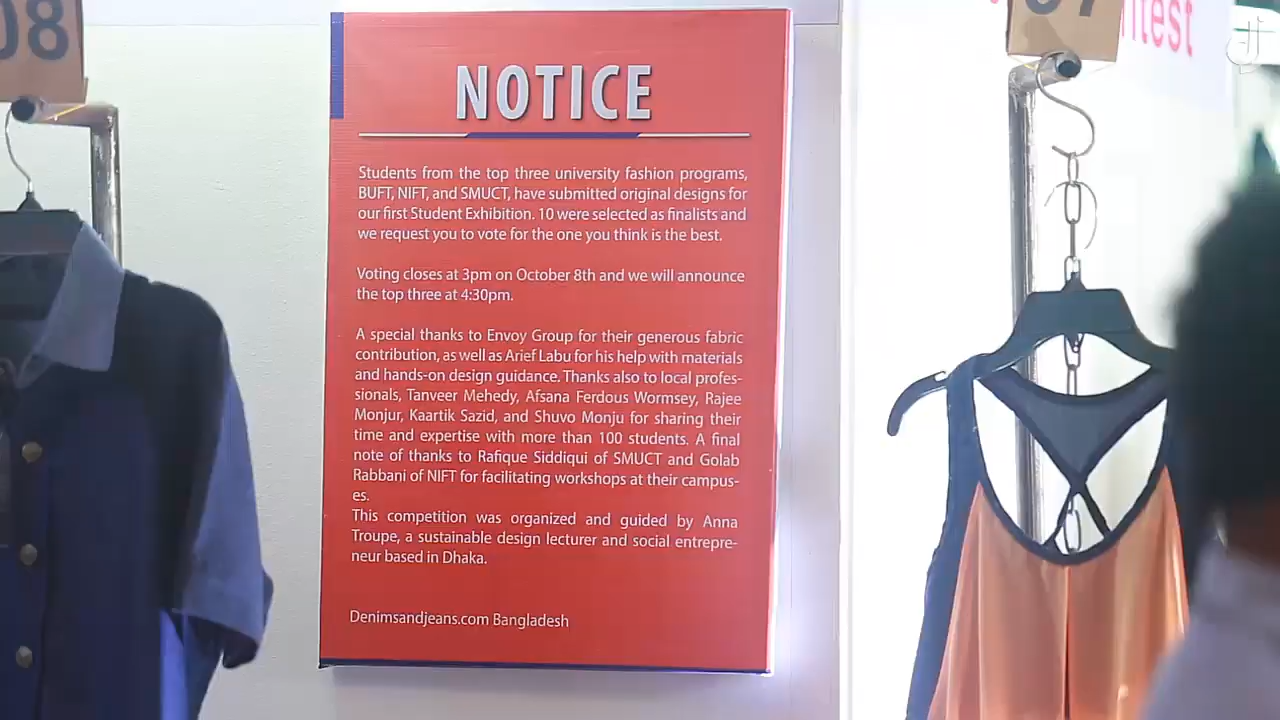 08
07
ntest
NOTICE
Students from the top three university fashion programs,
BUFT, NIFT, and SMUCT, have submitted original designs for
our first Student Exhibition. 10 were selected as finalists and
we request you to vote for the one you think is the best.
Voting closes at 3pm on October 8th and we will announce
the top three at 4:30pm.
A special thanks to Envoy Group for their generous fabric
contribution, as well as Arief Labu for his help with materials
and hands-on design guidance. Thanks also to local profes-
sionals, Tanveer Mehedy, Afsana Ferdous Wormsey, Rajee
Monjur, Kaartik Sazid, and Shuvo Monju for sharing their
time and expertise with more than 100 students. A final
note of thanks to Rafique Siddiqui of SMUCT and Golab
Rabbani of NIFT for facilitating workshops at their campus-
es.
This competition was organized and guided by Anna
Troupe, a sustainable design lecturer and social entrepre-
neur based in Dhaka.
Denimsandjeans.com Bangladesh